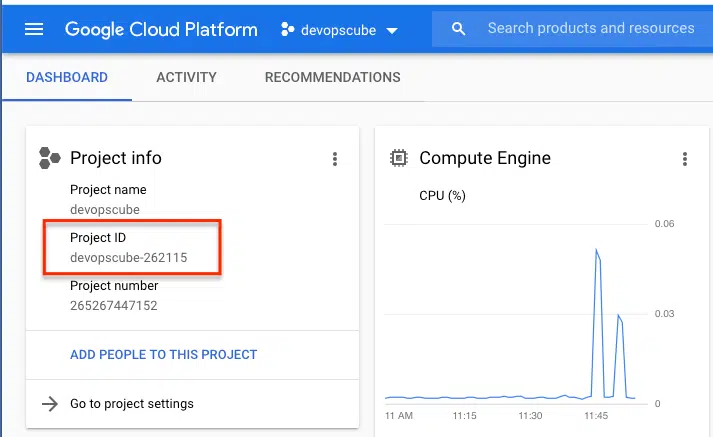 Google Cloud Platform
devopscube
Search products and resources
DASHBOARD
ACTIVITY
RECOMMENDATIONS
Project info
Project name
devopscube
Project ID
devopscube-262115
Project number
265267447152
ADD PEOPLE TO THIS PROJECT
Go to project settings
Compute Engine
CPU (%)
0.06
0.03
0
11 AM
11:15
11:30
11:45